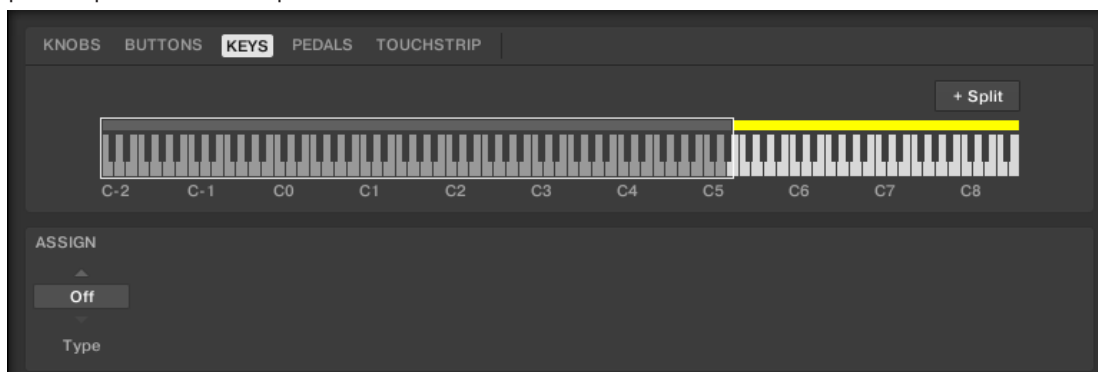 KNOBS BUTTONS KEYS PEDALS TOUCHSTRIP
+ Split
C-2 C-1 C0 C1 C2 C3 C4 C5 C6 C7 C8
ASSIGN
Off
Type